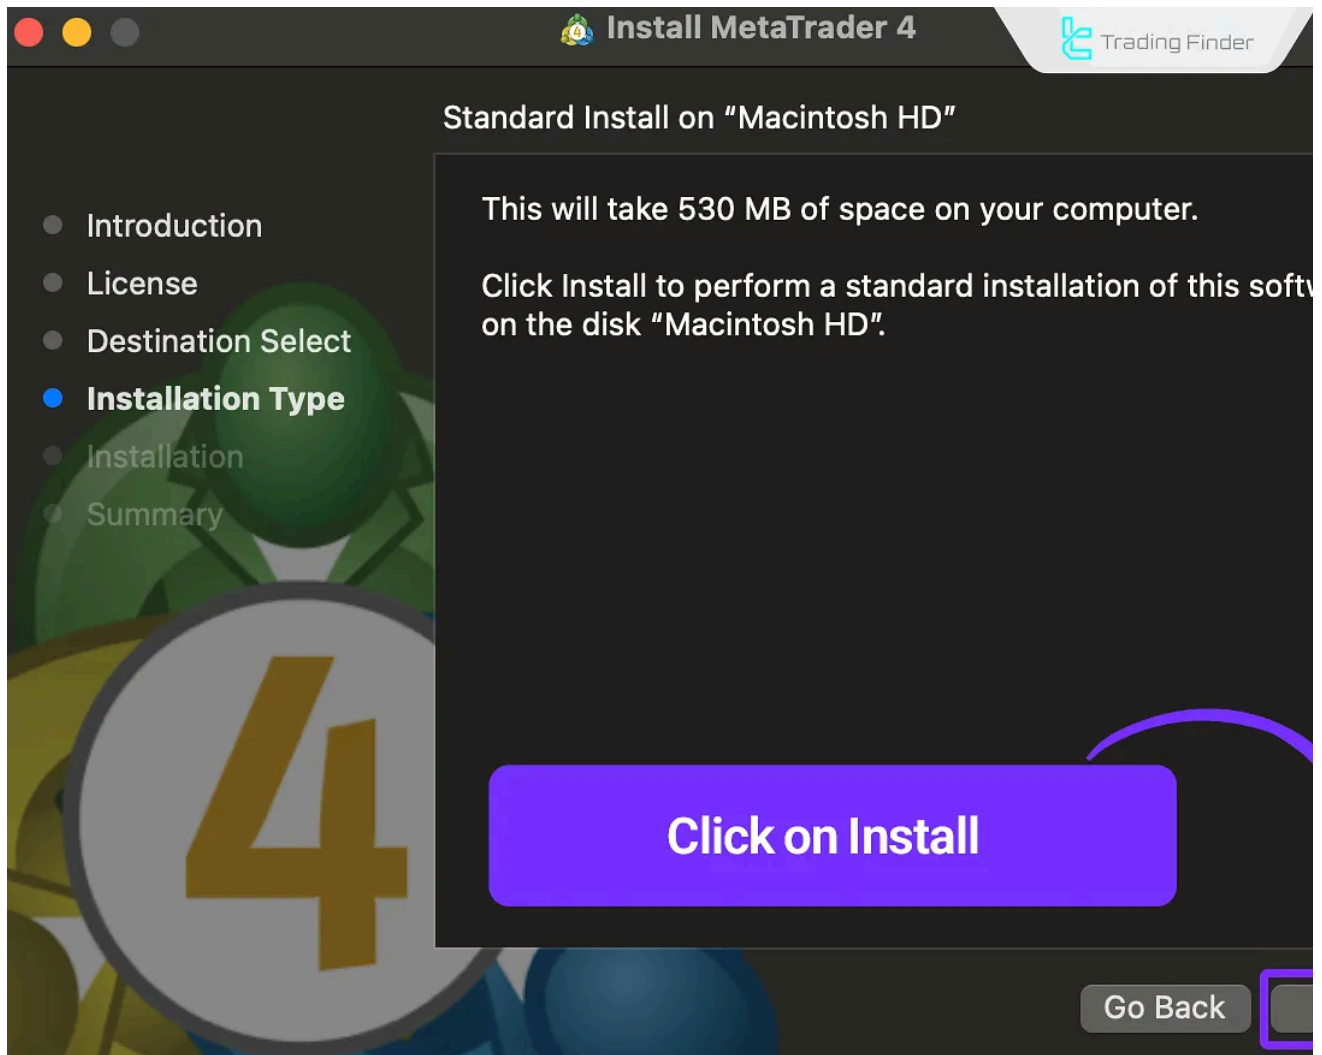 Install MetaTrader 4
Trading Finder
Standard Install on “Macintosh HD”
Introduction
License
Destination Select
Installation Type
Installation
Summary
This will take 530 MB of space on your computer.
Click Install to perform a standard installation of this
on the disk “Macintosh HD”.
4
Click on Install
Go Back